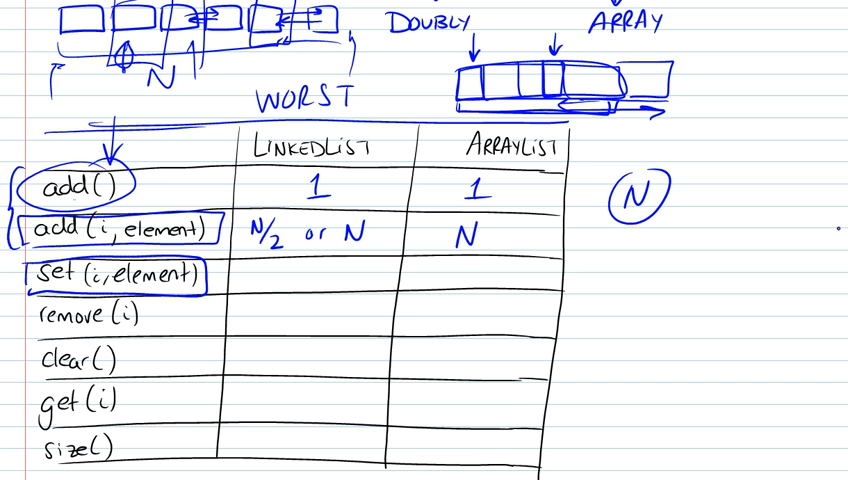 DOUBLY ARRAY
N
WORST
LINKEDLIST ARRAYLIST
add() 1 1 N
add(i, element) N/2 or N N
set (i, element)
remove (i)
clear()
get (i)
size()